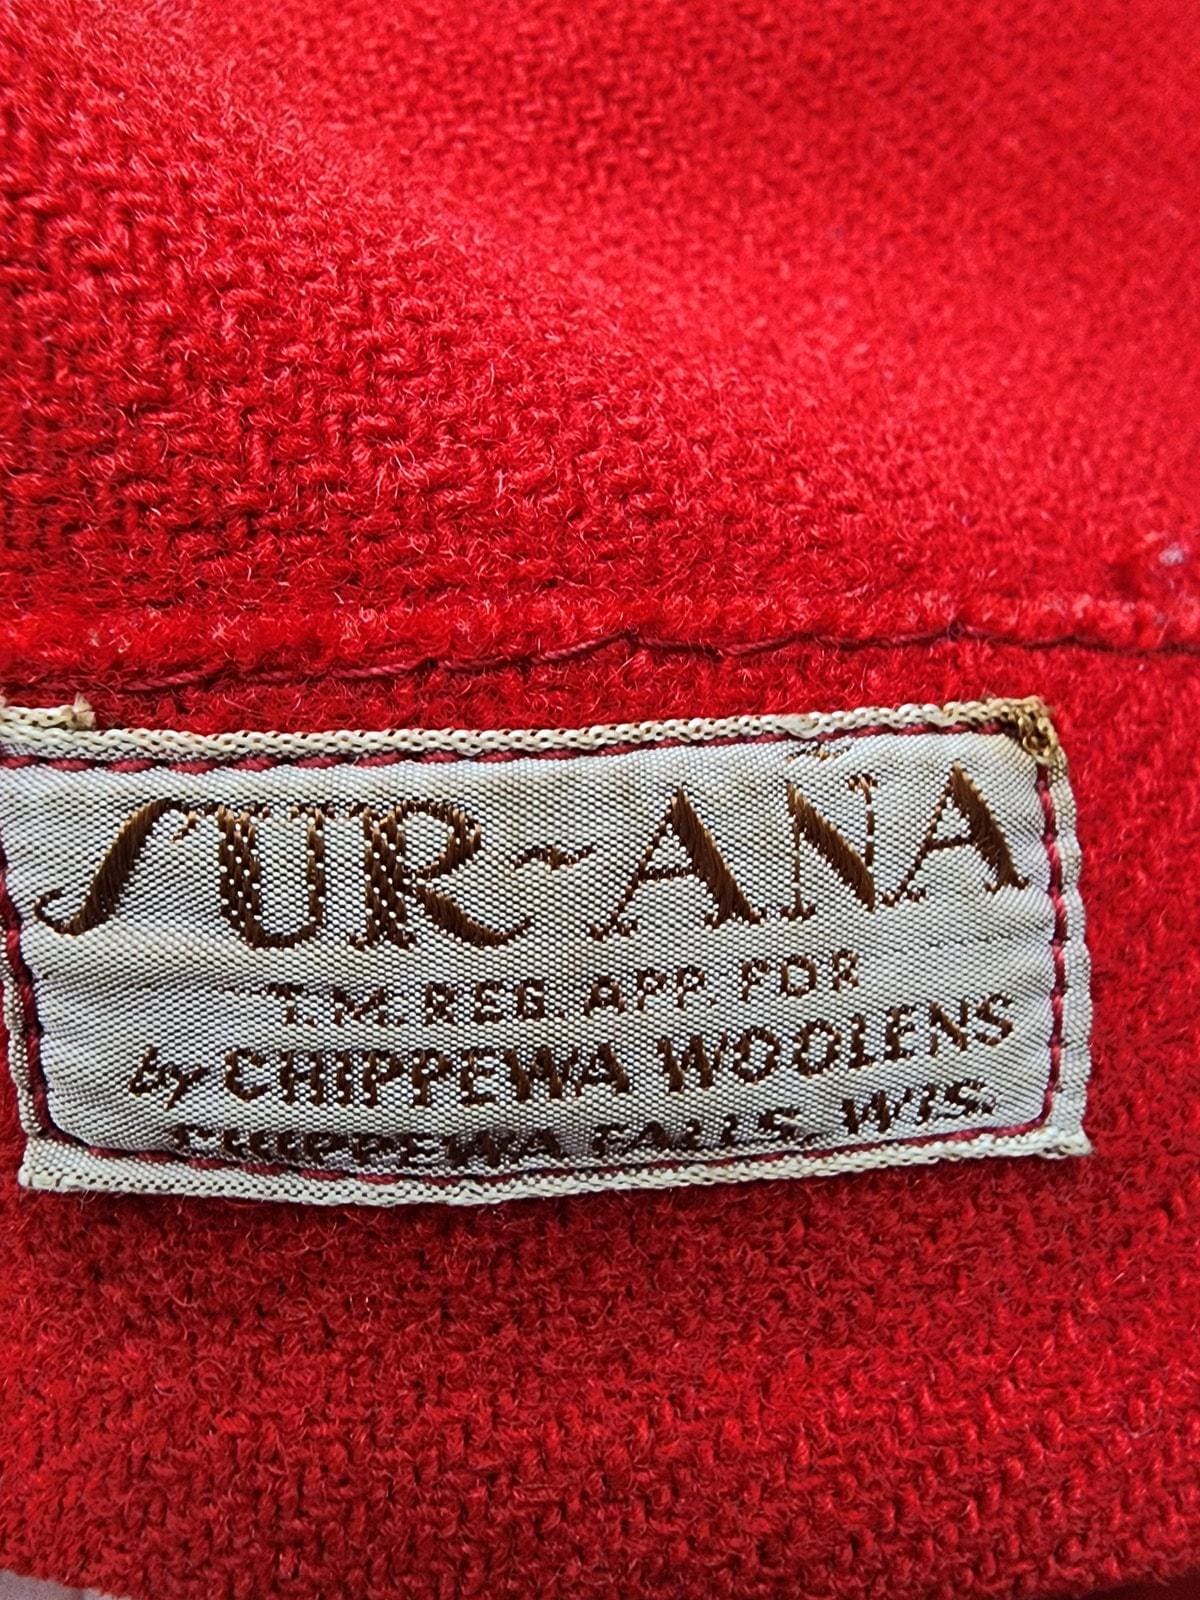 SUR-ANA
T.M. REG. APP. FOR
by CHIPPEWA WOOLENS
CHIPPEWA FALLS, WIS.